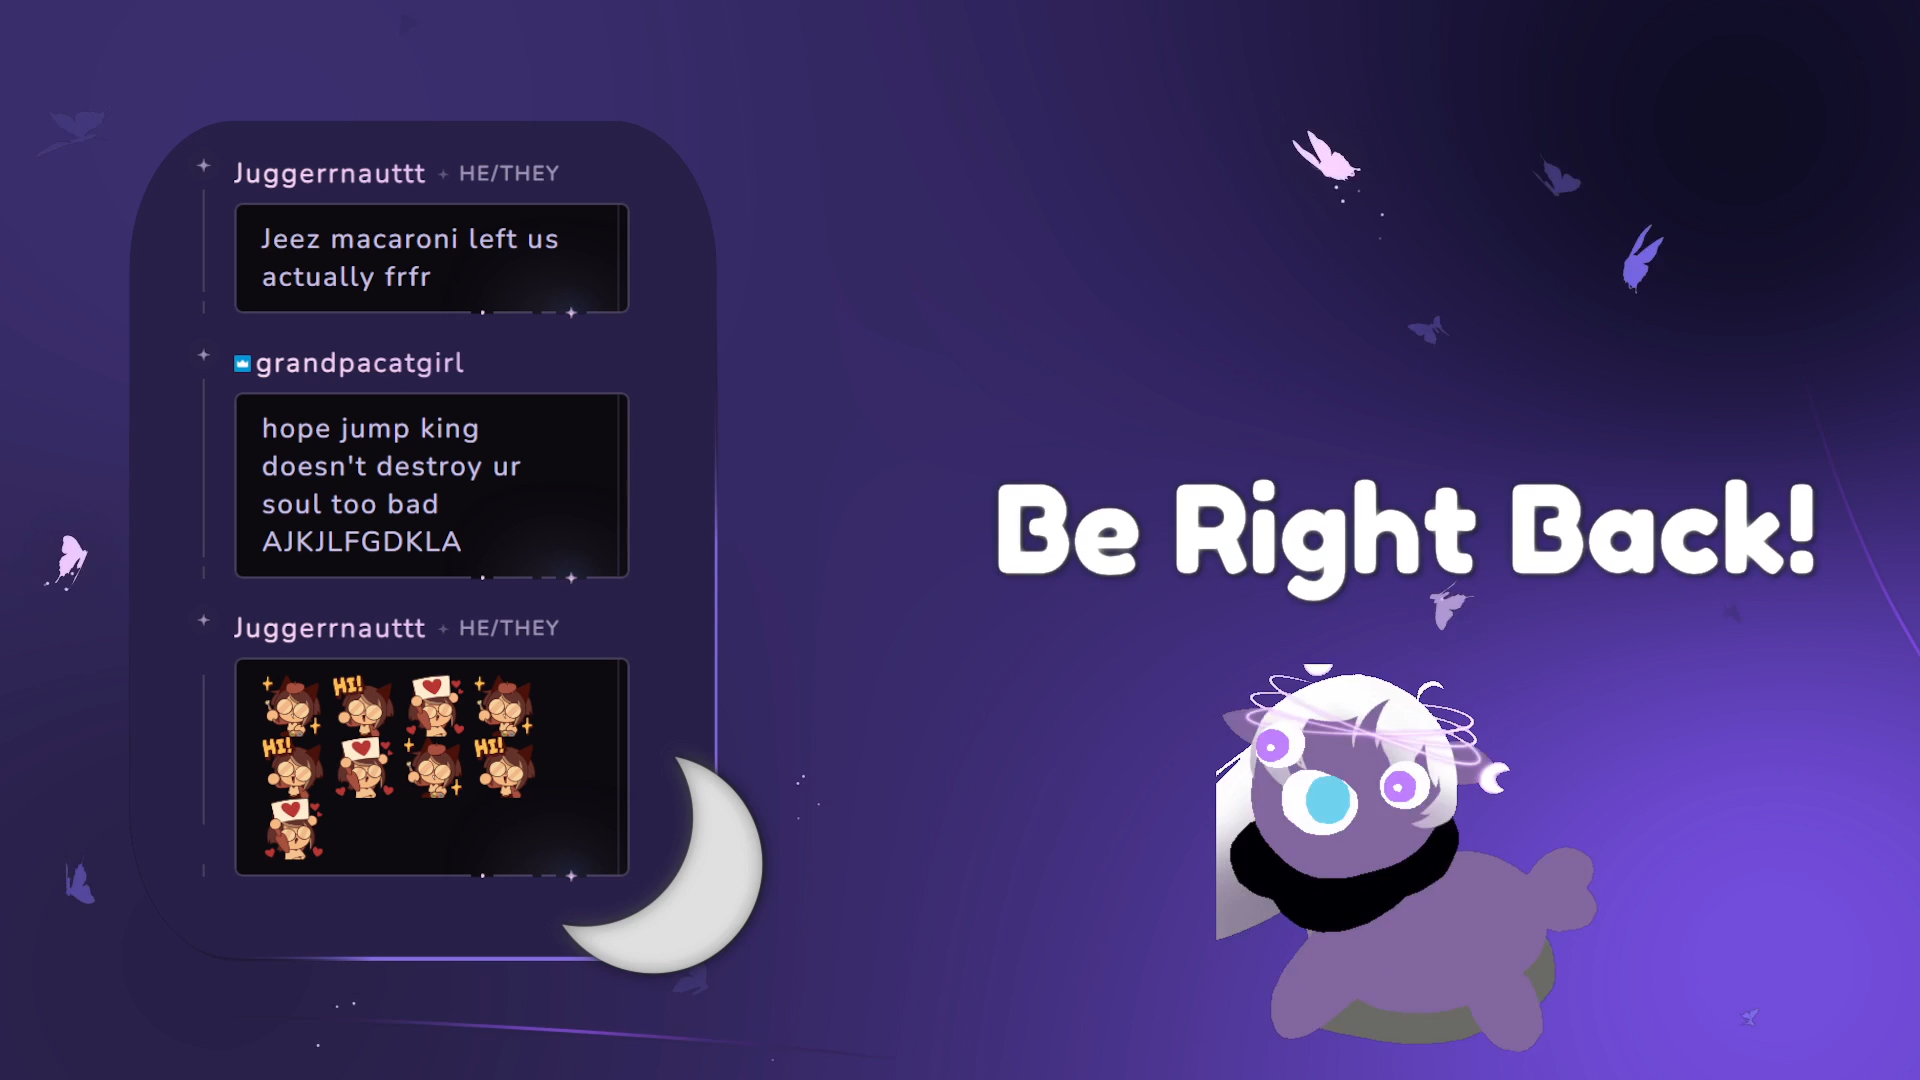 Juggerrnauttt HE/THEY
Jeez macaroni left us
actually frfr
grandpacatgirl
hope jump king
doesn't destroy ur
soul too bad
AJKJLFGDKLA
Juggerrnauttt HE/THEY
HI!
HI! HI!
Be Right Back!